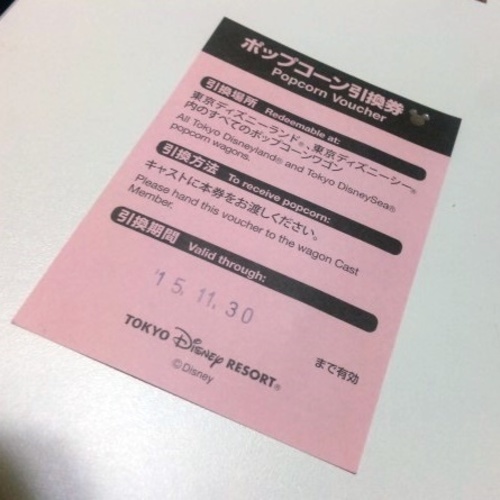 ポップコーン引換券
Popcorn Voucher
引換場所 Redeemable at:
東京ディズニーランド®、東京ディズニーシー®
内のすべてのポップコーンワゴン
All Tokyo Disneyland® and Tokyo DisneySea®
popcorn wagons.
引換方法 To receive popcorn:
キャストに本券をお渡しください。
Please hand this voucher to the wagon Cast
Member.
引換期間 Valid through:
'15.11.30
まで有効
TOKYO Disney RESORT®
©Disney